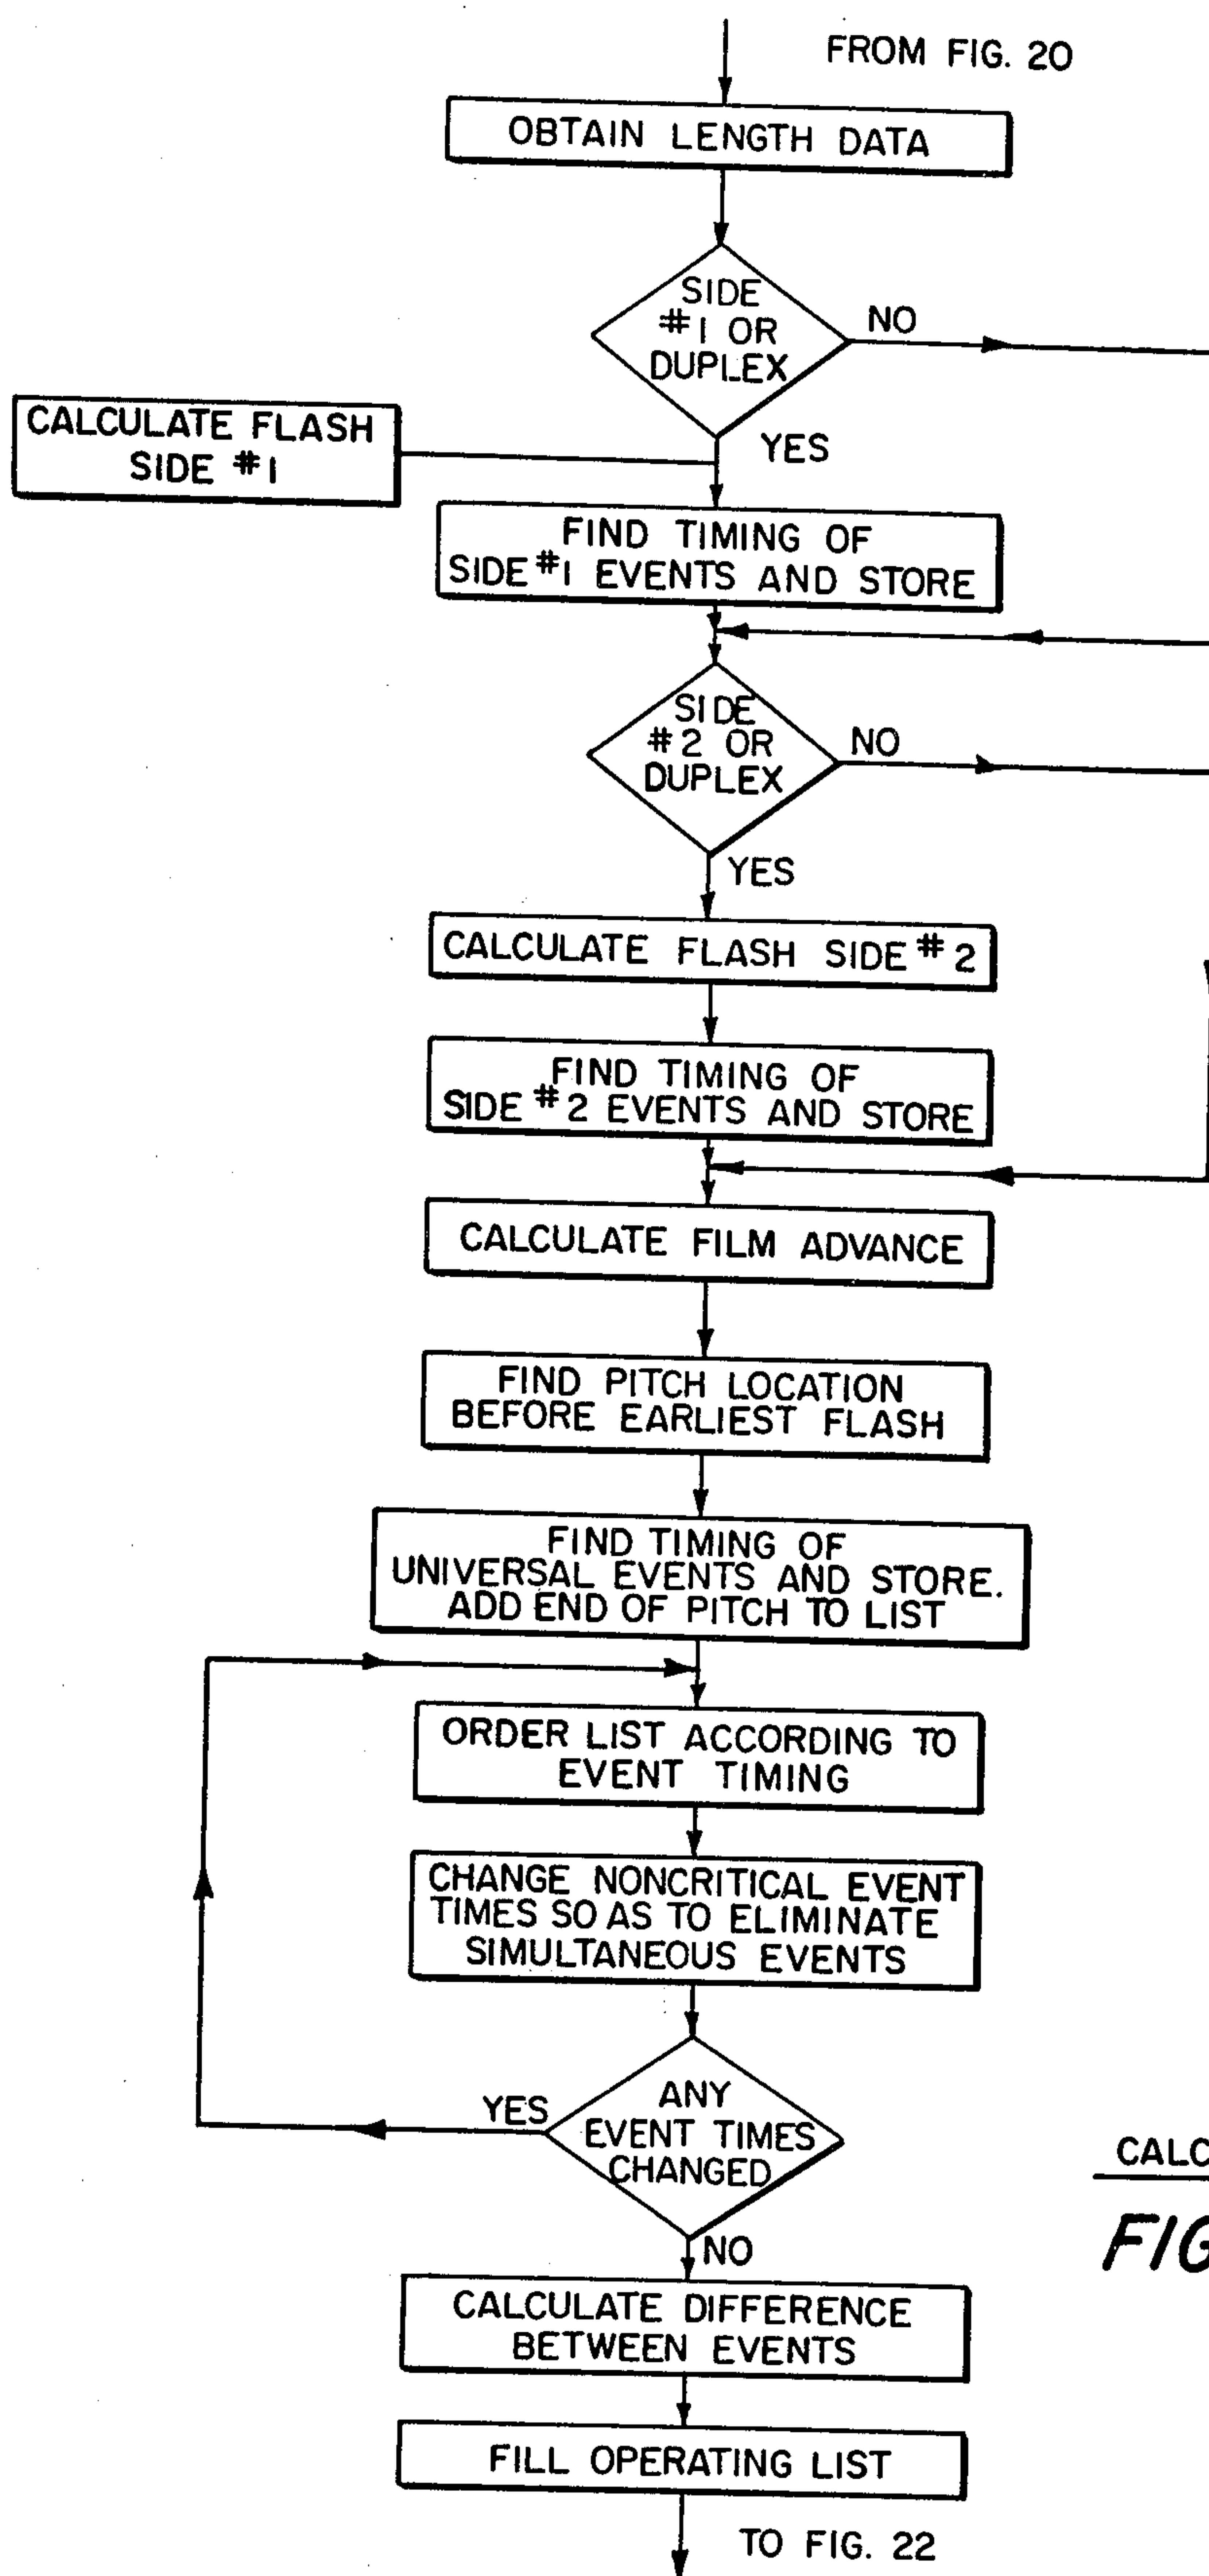 FROM FIG. 20
OBTAIN LENGTH DATA
SIDE
#1 OR
DUPLEX
NO
YES
CALCULATE FLASH
SIDE #1
FIND TIMING OF
SIDE #1 EVENTS AND STORE
SIDE
#2 OR
DUPLEX
NO
YES
CALCULATE FLASH SIDE #2
FIND TIMING OF
SIDE #2 EVENTS AND STORE
CALCULATE FILM ADVANCE
FIND PITCH LOCATION
BEFORE EARLIEST FLASH
FIND TIMING OF
UNIVERSAL EVENTS AND STORE.
ADD END OF PITCH TO LIST
ORDER LIST ACCORDING TO
EVENT TIMING
CHANGE NONCRITICAL EVENT
TIMES SO AS TO ELIMINATE
SIMULTANEOUS EVENTS
ANY
EVENT TIMES
CHANGED
YES
NO
CALC
FIG
CALCULATE DIFFERENCE
BETWEEN EVENTS
FILL OPERATING LIST
TO FIG. 22